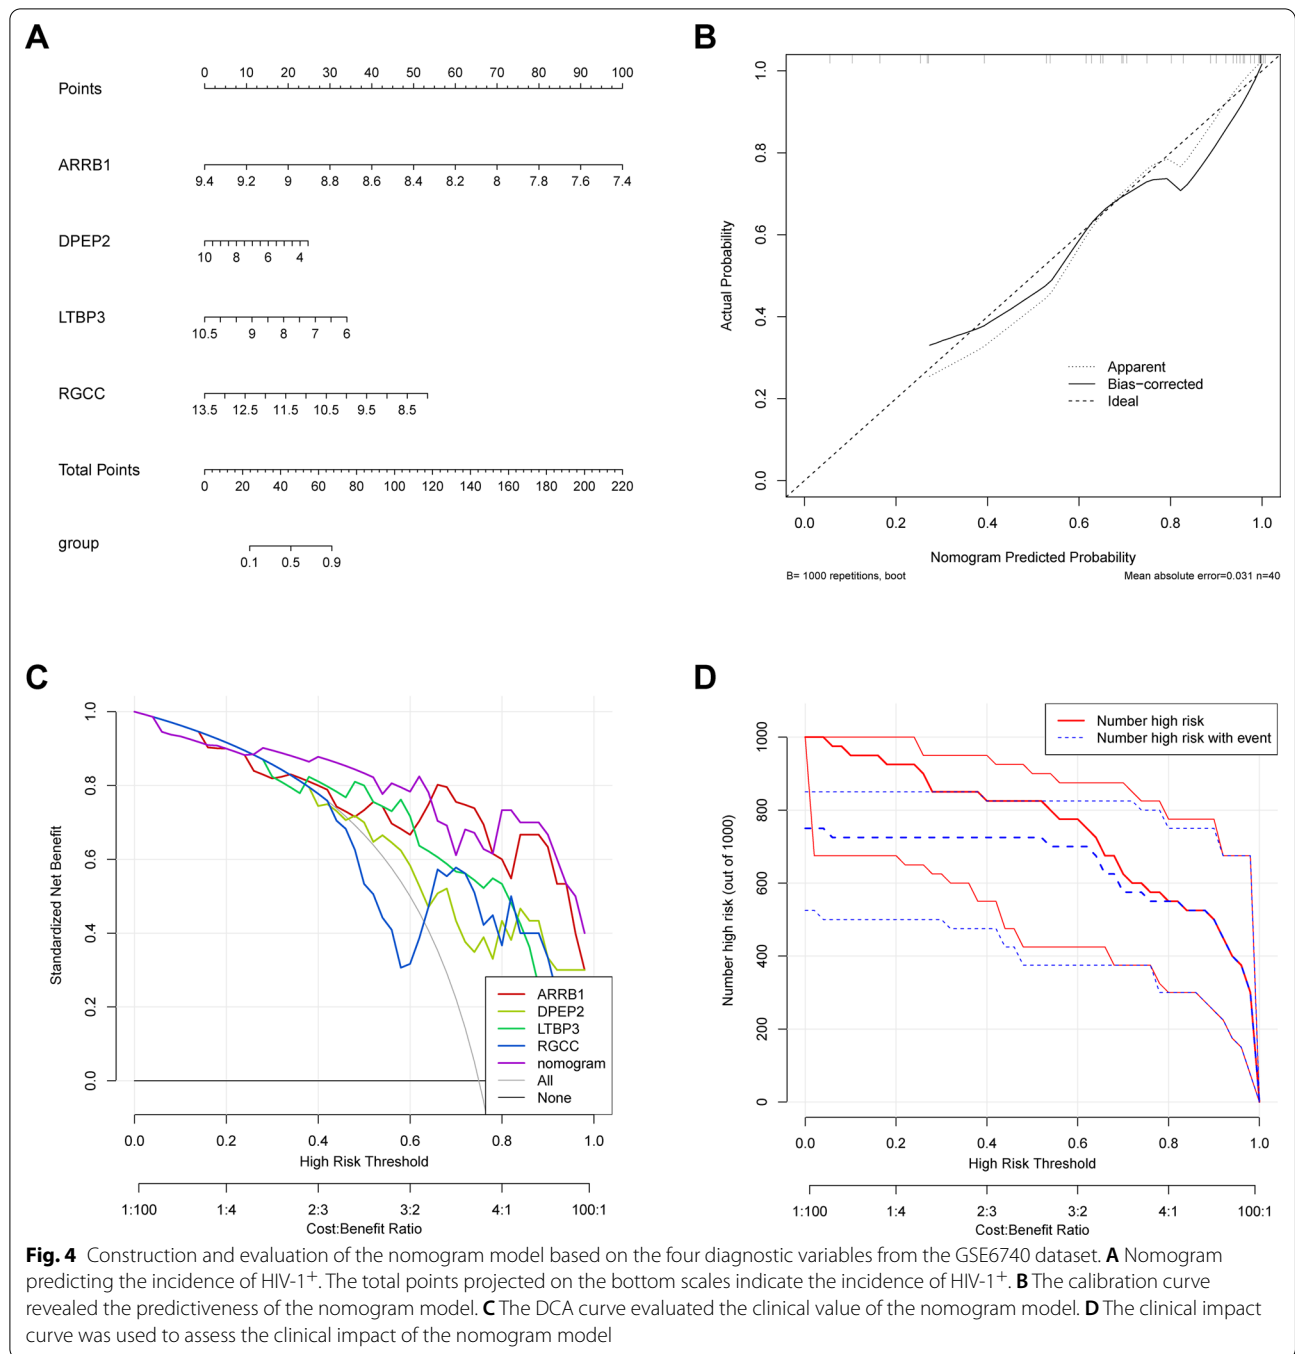 A
Points
0 10 20 30 40 50 60 70 80 90 100
ARRB1
9.4 9.2 9 8.8 8.6 8.4 8.2 8 7.8 7.6 7.4
DPEP2
10 8 6 4
LTBP3
10.5 9 8 7 6
RGCC
13.5 12.5 11.5 10.5 9.5 8.5
Total Points
0 20 40 60 80 100 120 140 160 180 200 220
group
0.1 0.5 0.9
B
Actual Probability
1.0
0.8
0.6
0.4
0.2
0.0
Apparent
Bias−corrected
Ideal
0.0 0.2 0.4 0.6 0.8 1.0
Nomogram Predicted Probability
B= 1000 repetitions, boot
Mean absolute error=0.031 n=40
C
Standardized Net Benefit
1.0
0.8
0.6
0.4
0.2
0.0
ARRB1
DPEP2
LTBP3
RGCC
nomogram
All
None
0.0 0.2 0.4 0.6 0.8 1.0
High Risk Threshold
1:100 1:4 2:3 3:2 4:1 100:1
Cost:Benefit Ratio
D
Number high risk (out of 1000)
1000
800
600
400
200
0
Number high risk
Number high risk with event
0.0 0.2 0.4 0.6 0.8 1.0
High Risk Threshold
1:100 1:4 2:3 3:2 4:1 100:1
Cost:Benefit Ratio
Fig. 4 Construction and evaluation of the nomogram model based on the four diagnostic variables from the GSE6740 dataset. A Nomogram
predicting the incidence of HIV-1⁺. The total points projected on the bottom scales indicate the incidence of HIV-1⁺. B The calibration curve
revealed the predictiveness of the nomogram model. C The DCA curve evaluated the clinical value of the nomogram model. D The clinical impact
curve was used to assess the clinical impact of the nomogram model